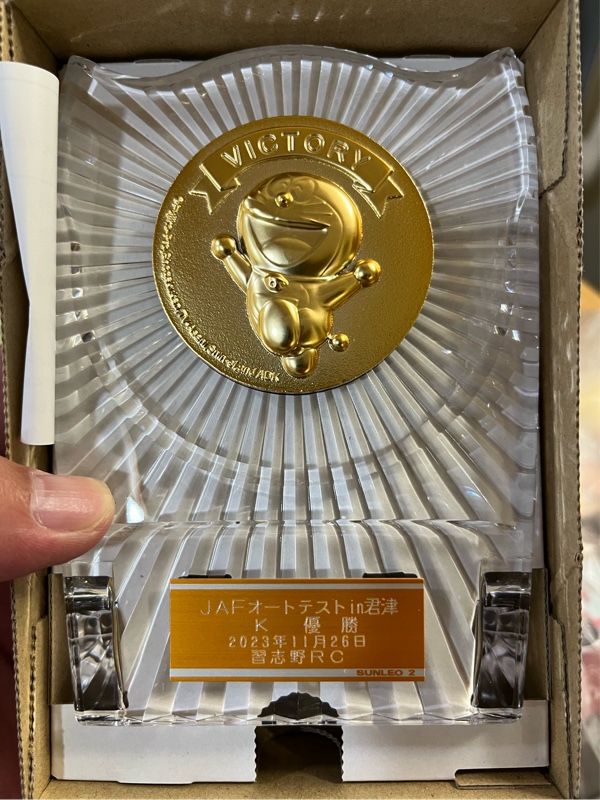 VICTORY
JAFオートテストin君津
K 優勝
2023年11月26日
習志野RC
SUNLEO 2